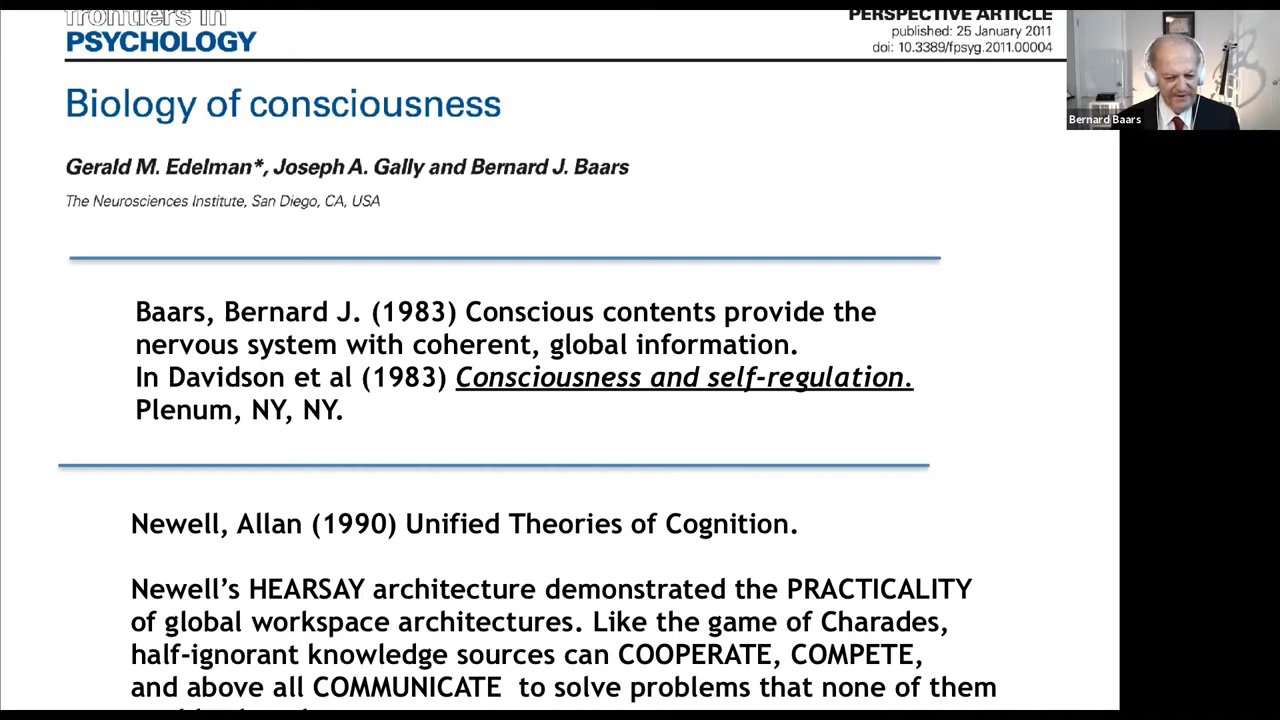 frontiers in
PSYCHOLOGY
PERSPECTIVE ARTICLE
published: 25 January 2011
doi: 10.3389/fpsyg.2011.00004
Bernard Baars
Biology of consciousness
Gerald M. Edelman*, Joseph A. Gally and Bernard J. Baars
The Neurosciences Institute, San Diego, CA, USA
Baars, Bernard J. (1983) Conscious contents provide the
nervous system with coherent, global information.
In Davidson et al (1983) Consciousness and self-regulation.
Plenum, NY, NY.
Newell, Allan (1990) Unified Theories of Cognition.
Newell’s HEARSAY architecture demonstrated the PRACTICALITY
of global workspace architectures. Like the game of Charades,
half-ignorant knowledge sources can COOPERATE, COMPETE,
and above all COMMUNICATE to solve problems that none of them